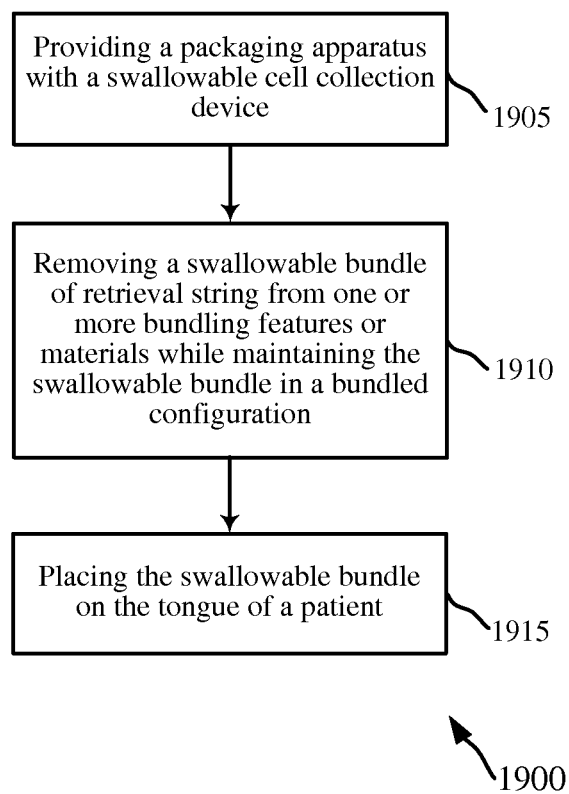 Providing a packaging apparatus
with a swallowable cell collection
device
1905
Removing a swallowable bundle
of retrieval string from one or
more bundling features or
materials while maintaining the
swallowable bundle in a bundled
configuration
1910
Placing the swallowable bundle
on the tongue of a patient
1915
1900